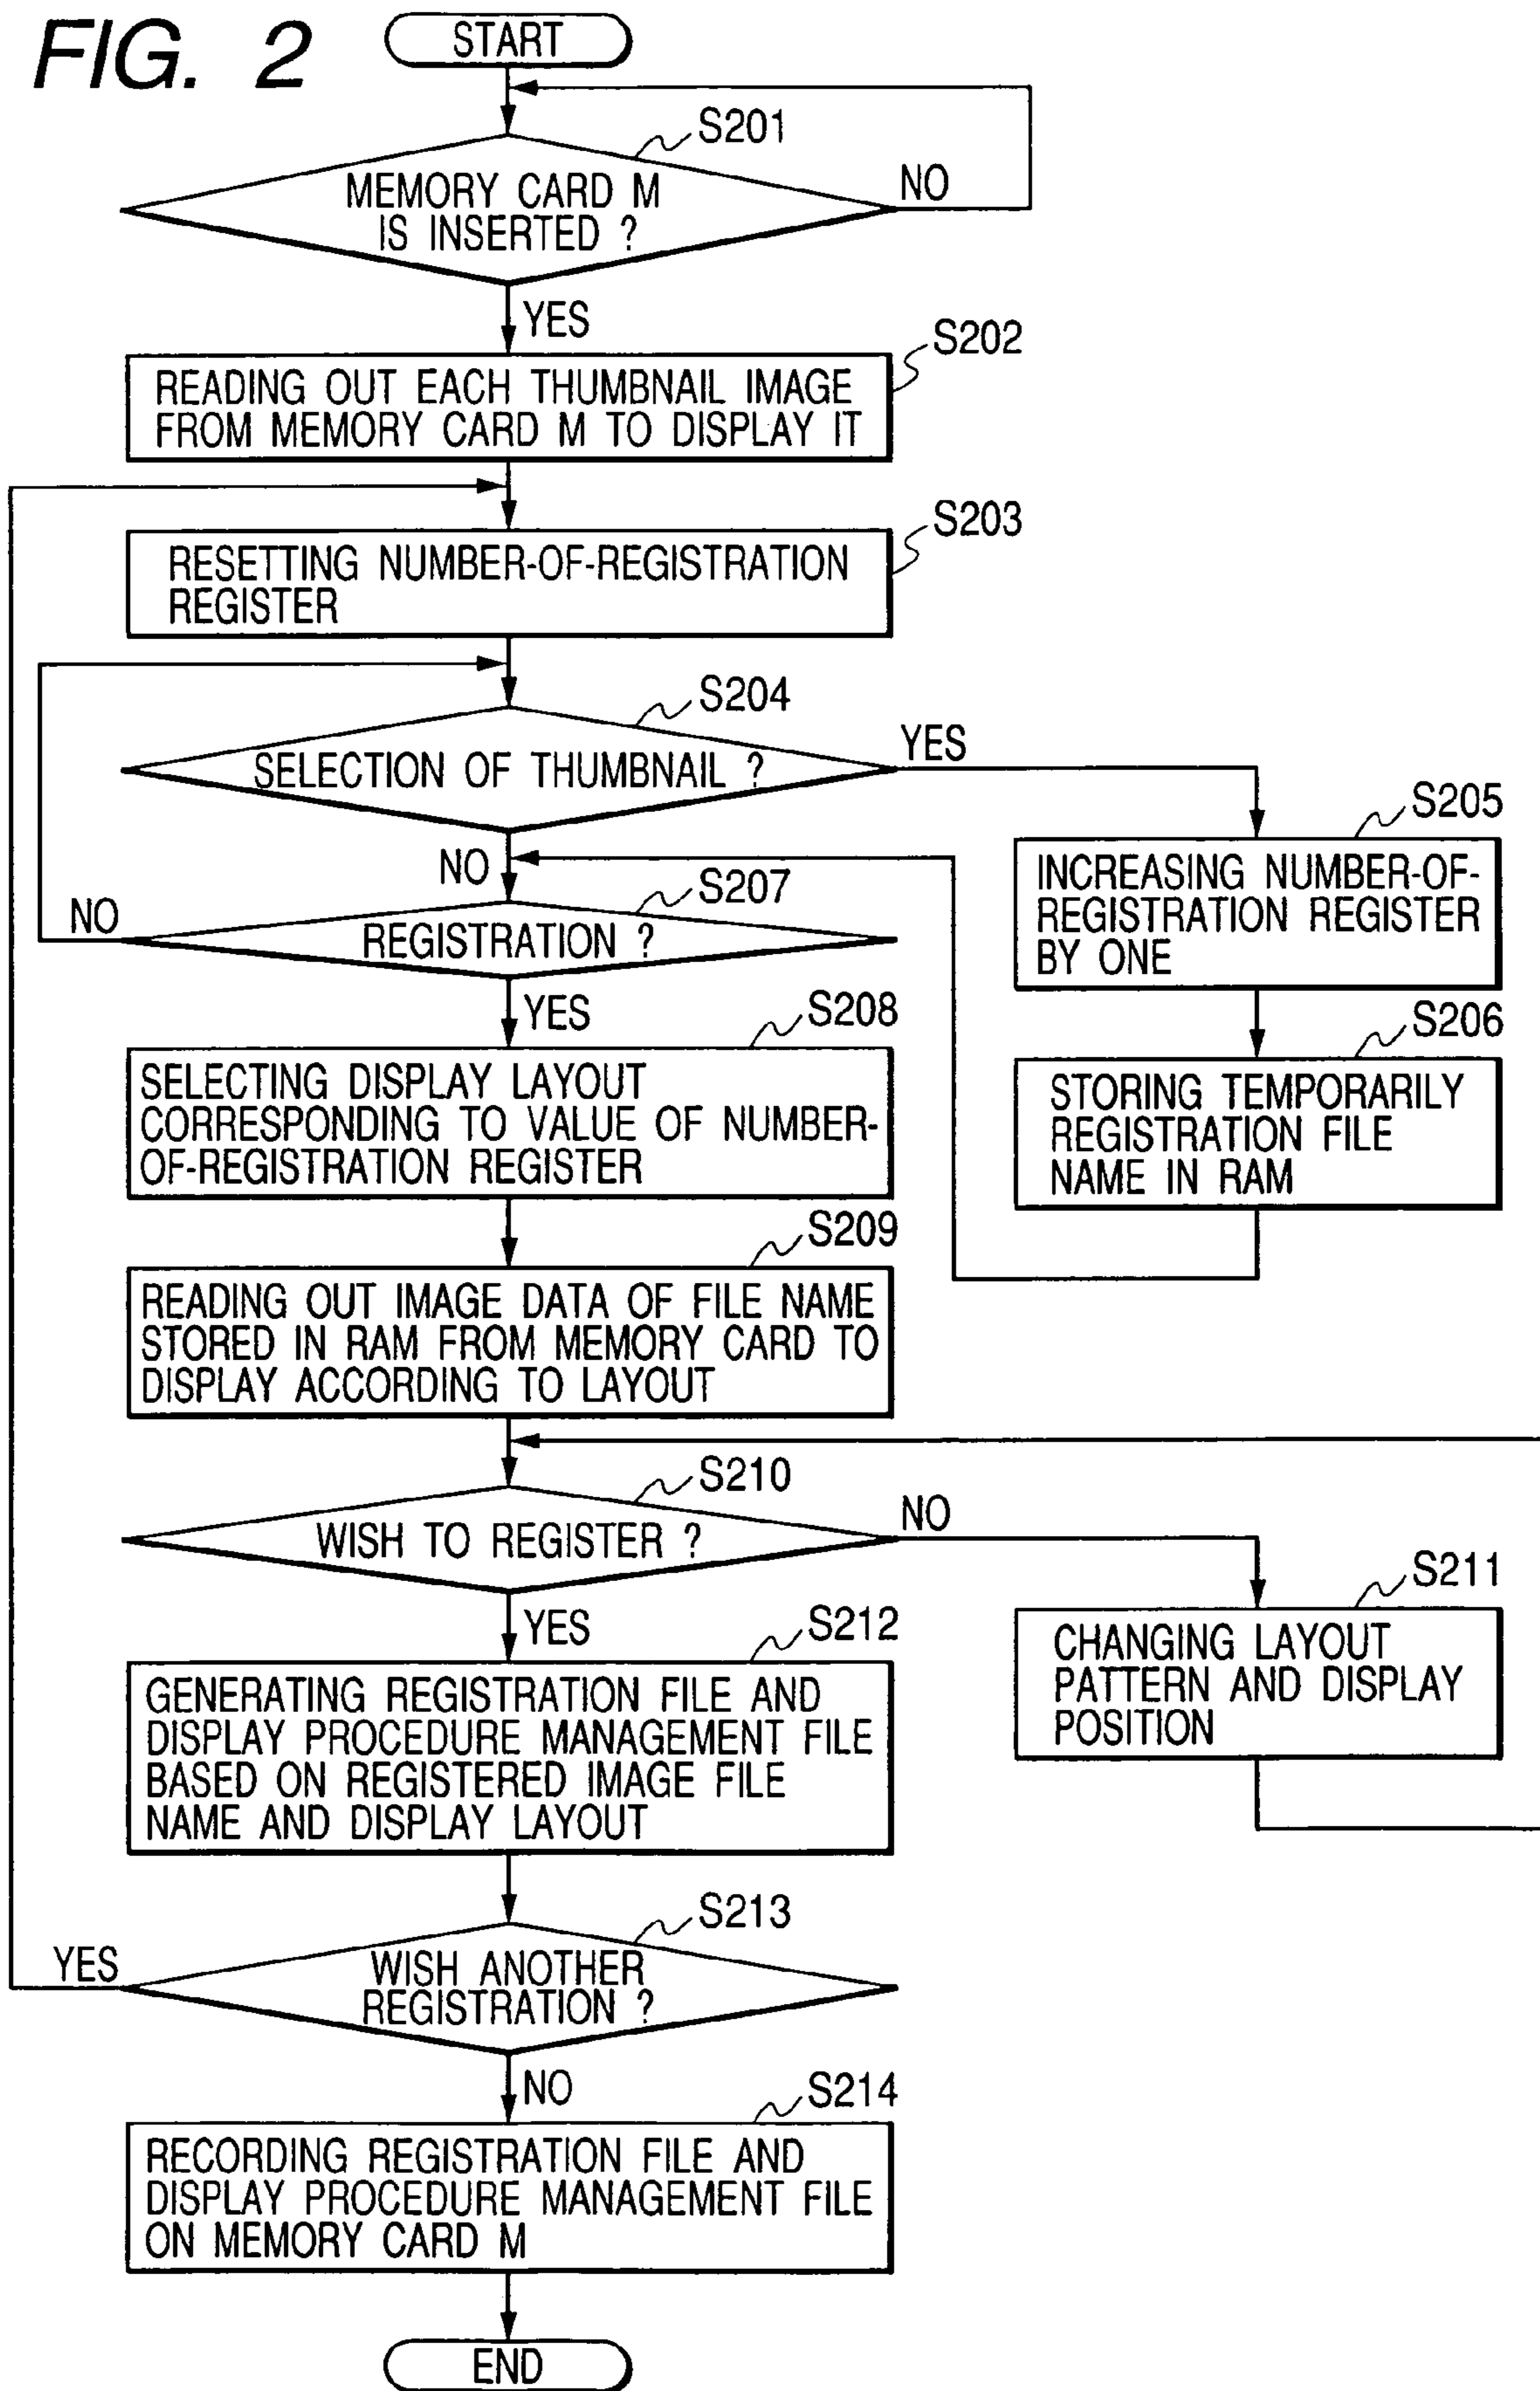 FIG. 2
START
S201
MEMORY CARD M
IS INSERTED ?
NO
YES
S202
READING OUT EACH THUMBNAIL IMAGE
FROM MEMORY CARD M TO DISPLAY IT
S203
RESETTING NUMBER-OF-REGISTRATION
REGISTER
S204
SELECTION OF THUMBNAIL ?
YES
NO
S205
INCREASING NUMBER-OF-
REGISTRATION REGISTER
BY ONE
S206
STORING TEMPORARILY
REGISTRATION FILE
NAME IN RAM
S207
REGISTRATION ?
NO
YES
S208
SELECTING DISPLAY LAYOUT
CORRESPONDING TO VALUE OF NUMBER-
OF-REGISTRATION REGISTER
S209
READING OUT IMAGE DATA OF FILE NAME
STORED IN RAM FROM MEMORY CARD TO
DISPLAY ACCORDING TO LAYOUT
S210
WISH TO REGISTER ?
NO
YES
S211
CHANGING LAYOUT
PATTERN AND DISPLAY
POSITION
S212
GENERATING REGISTRATION FILE AND
DISPLAY PROCEDURE MANAGEMENT FILE
BASED ON REGISTERED IMAGE FILE
NAME AND DISPLAY LAYOUT
S213
WISH ANOTHER
REGISTRATION ?
YES
NO
S214
RECORDING REGISTRATION FILE AND
DISPLAY PROCEDURE MANAGEMENT FILE
ON MEMORY CARD M
END